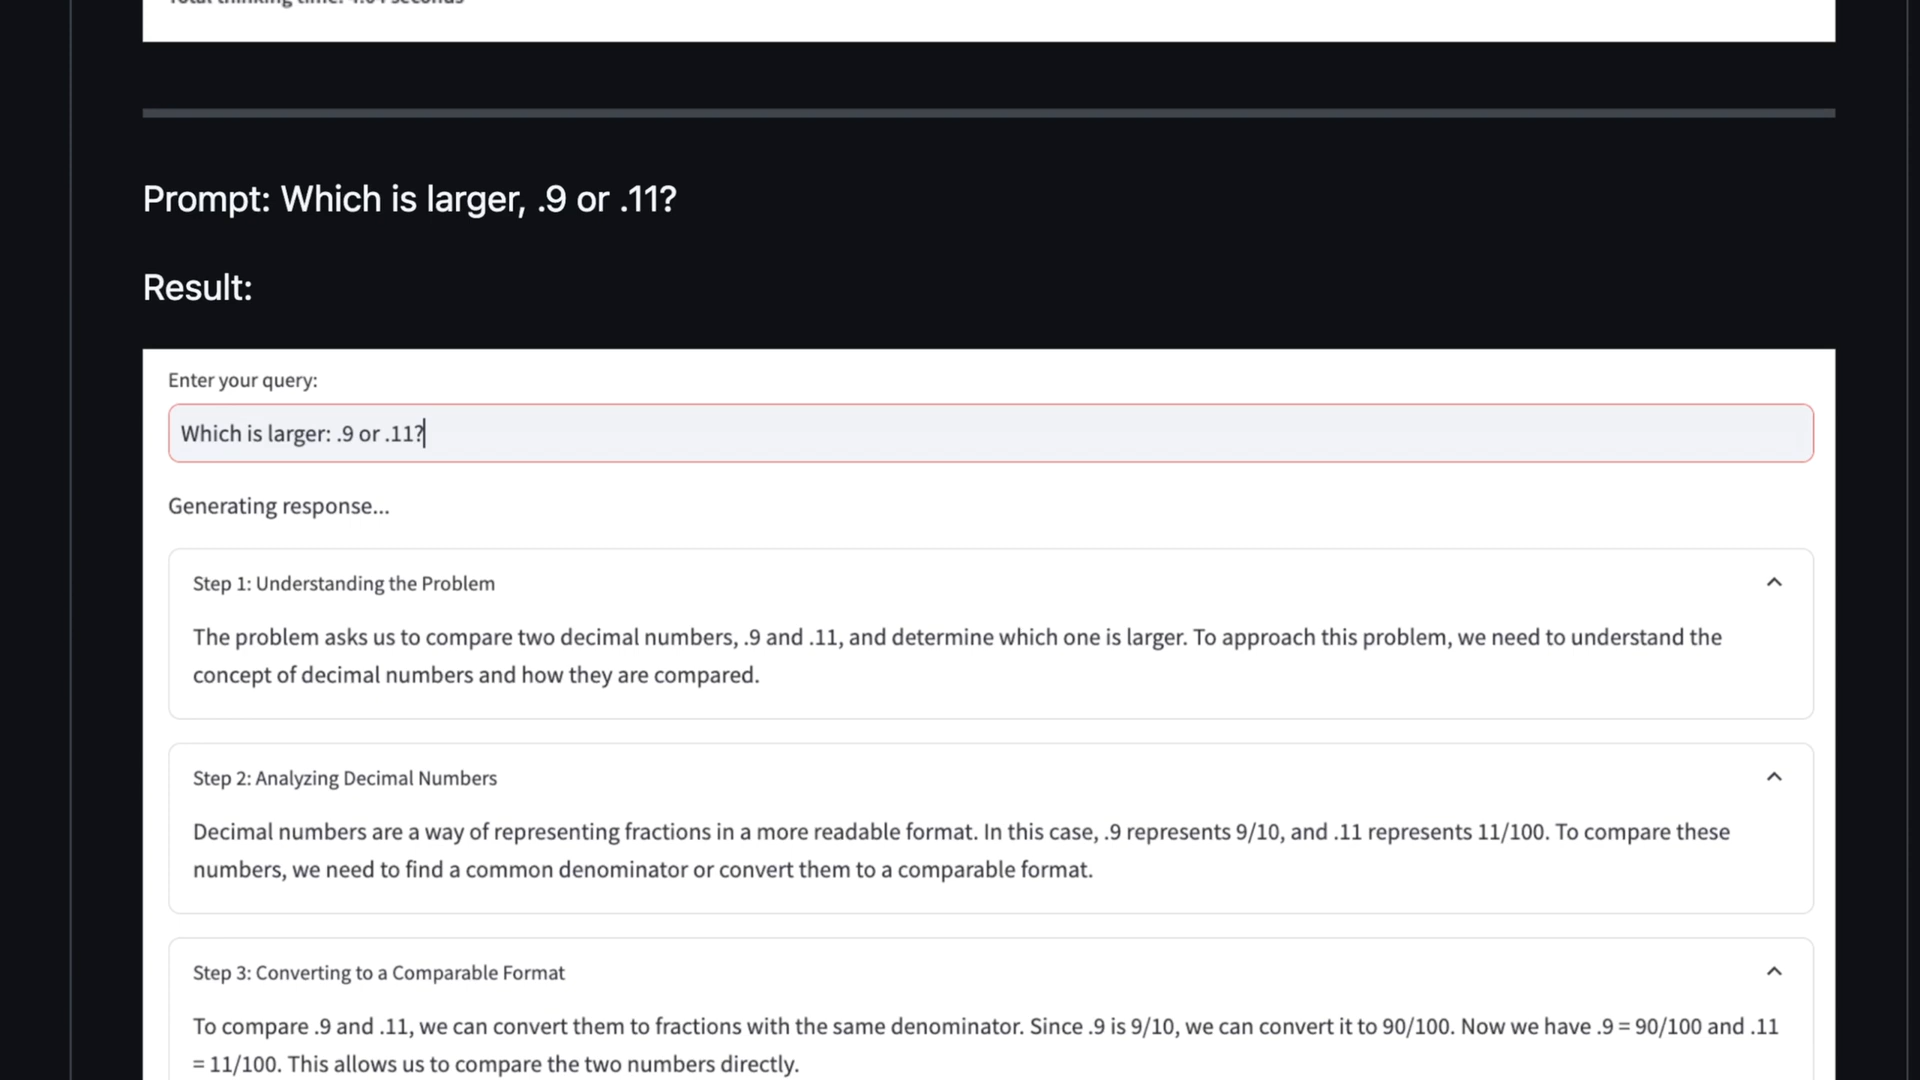 Total thinking time: 4.04 seconds
Prompt: Which is larger, .9 or .11?
Result:
Enter your query:
Which is larger: .9 or .11?
Generating response...
Step 1: Understanding the Problem
The problem asks us to compare two decimal numbers, .9 and .11, and determine which one is larger. To approach this problem, we need to understand the
concept of decimal numbers and how they are compared.
Step 2: Analyzing Decimal Numbers
Decimal numbers are a way of representing fractions in a more readable format. In this case, .9 represents 9/10, and .11 represents 11/100. To compare these
numbers, we need to find a common denominator or convert them to a comparable format.
Step 3: Converting to a Comparable Format
To compare .9 and .11, we can convert them to fractions with the same denominator. Since .9 is 9/10, we can convert it to 90/100. Now we have .9 = 90/100 and .11
= 11/100. This allows us to compare the two numbers directly.